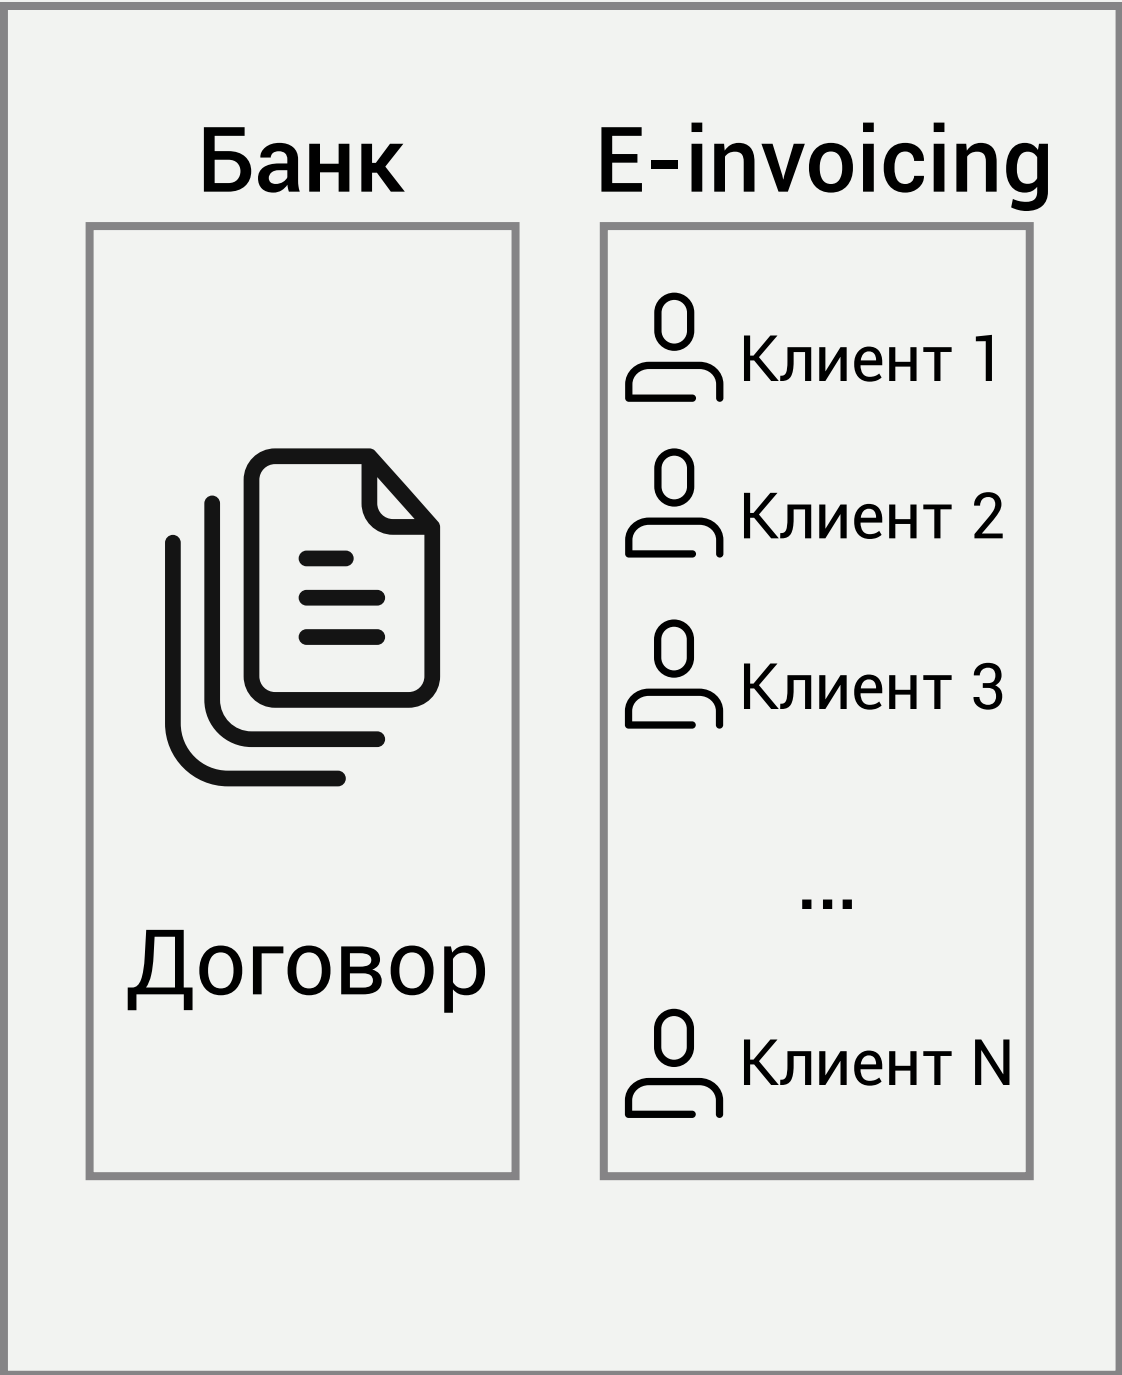 Банк
E-invoicing
Договор
Клиент 1
Клиент 2
Клиент 3
...
Клиент N